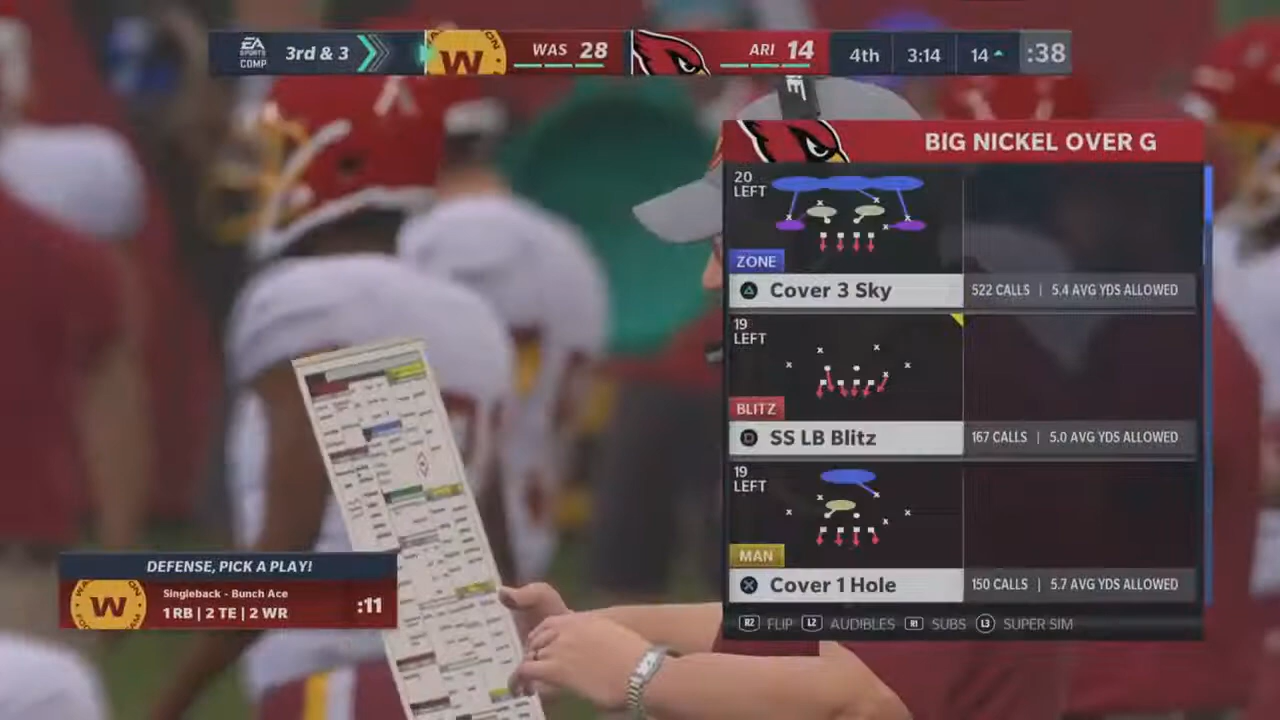 EA SPORTS COMP
3rd & 3
W
WAS 28
ARI 14
4th
3:14
14
:38
BIG NICKEL OVER G
20 LEFT
ZONE
Cover 3 Sky
522 CALLS | 5.4 AVG YDS ALLOWED
19 LEFT
BLITZ
SS LB Blitz
167 CALLS | 5.0 AVG YDS ALLOWED
19 LEFT
MAN
Cover 1 Hole
150 CALLS | 5.7 AVG YDS ALLOWED
R2 FLIP L2 AUDIBLES R1 SUBS L3 SUPER SIM
DEFENSE, PICK A PLAY!
W
Singleback - Bunch Ace
1 RB | 2 TE | 2 WR
:11